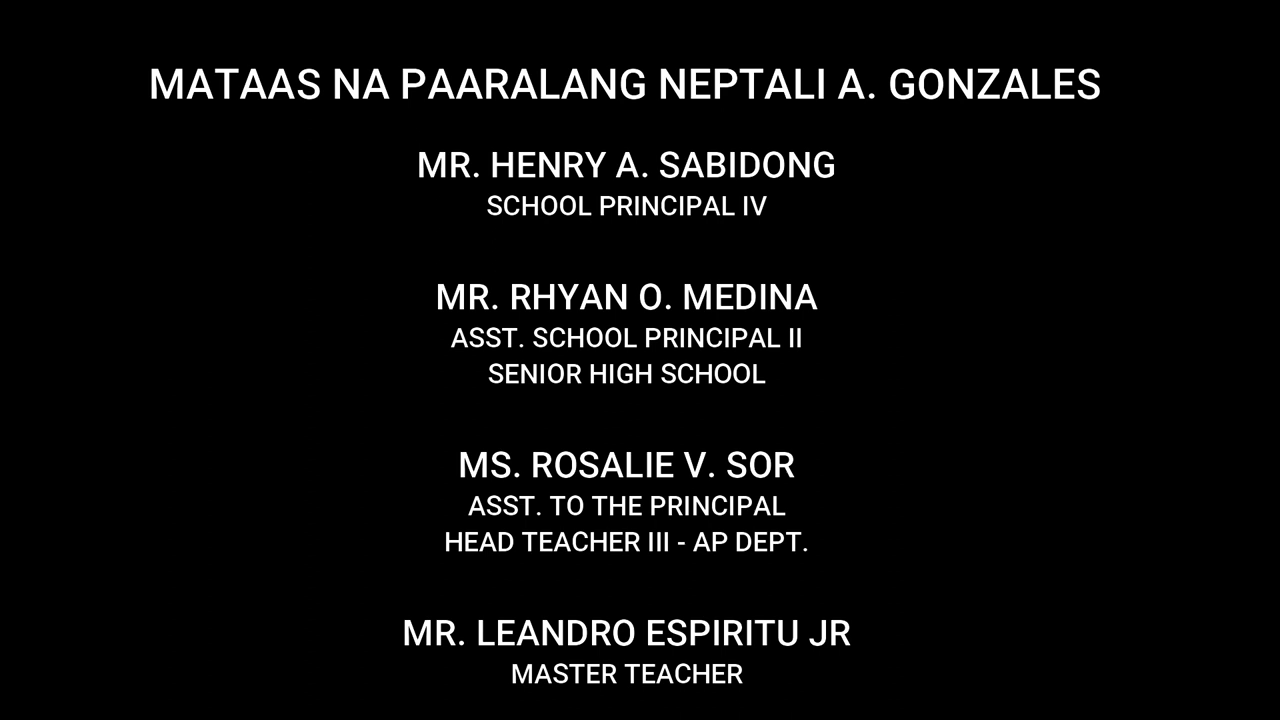 MATAAS NA PAARALANG NEPTALI A. GONZALES
MR. HENRY A. SABIDONG
SCHOOL PRINCIPAL IV
MR. RHYAN O. MEDINA
ASST. SCHOOL PRINCIPAL II
SENIOR HIGH SCHOOL
MS. ROSALIE V. SOR
ASST. TO THE PRINCIPAL
HEAD TEACHER III - AP DEPT.
MR. LEANDRO ESPIRITU JR
MASTER TEACHER